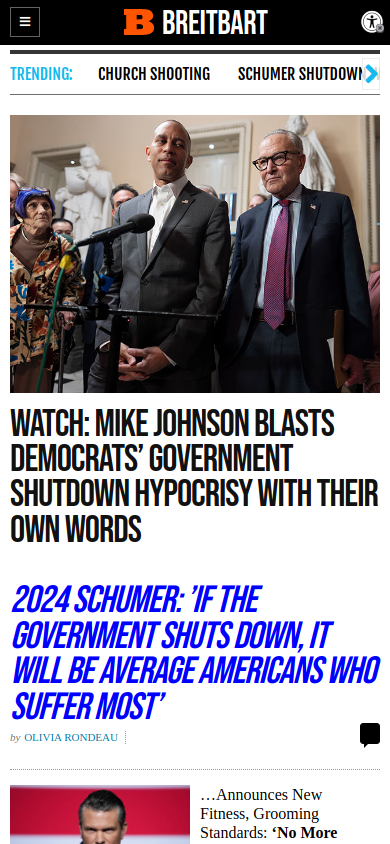 B BREITBART
TRENDING: CHURCH SHOOTING SCHUMER SHUTDOWN
WATCH: MIKE JOHNSON BLASTS
DEMOCRATS’ GOVERNMENT
SHUTDOWN HYPOCRISY WITH THEIR
OWN WORDS
2024 SCHUMER: ’IF THE
GOVERNMENT SHUTS DOWN, IT
WILL BE AVERAGE AMERICANS WHO
SUFFER MOST’
by OLIVIA RONDEAU
…Announces New
Fitness, Grooming
Standards: ‘No More